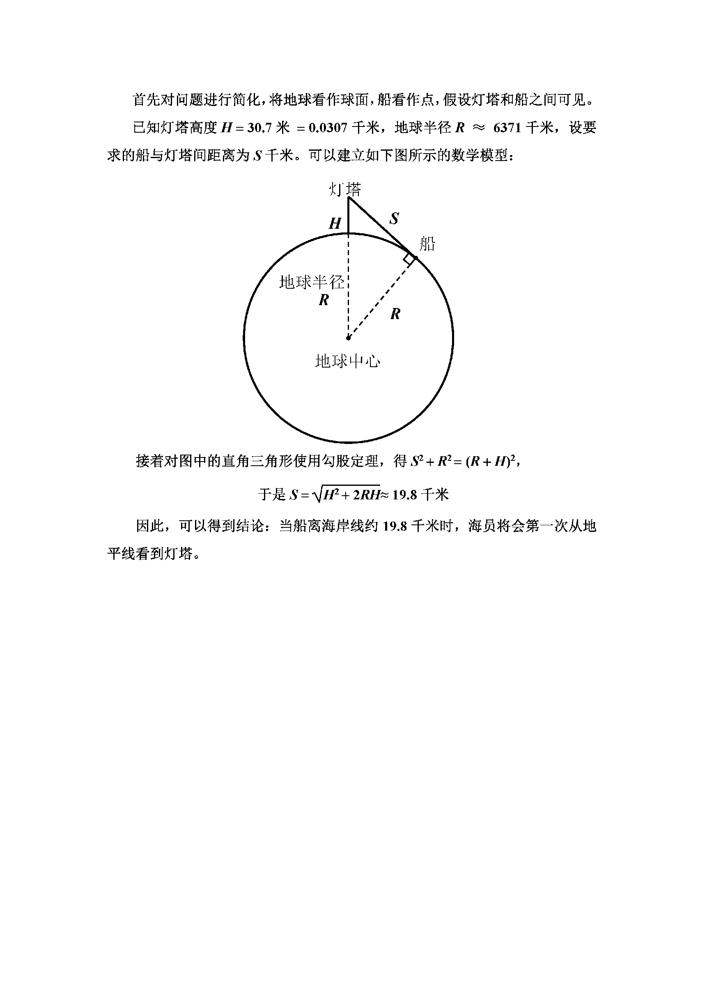 首先对问题进行简化,将地球看作球面,船看作点,假设灯塔和船之间可见。
已知灯塔高度 H = 30.7 米 = 0.0307 千米，地球半径 R ≈ 6371 千米，设要
求的船与灯塔间距离为 S 千米。可以建立如下图所示的数学模型：
灯塔
H
S
船
地球半径
R
R
地球中心
接着对图中的直角三角形使用勾股定理，得 S² + R² = (R + H)²，
于是 S = √H² + 2RH ≈ 19.8 千米
因此，可以得到结论：当船离海岸线约 19.8 千米时，海员将会第一次从地
平线看到灯塔。